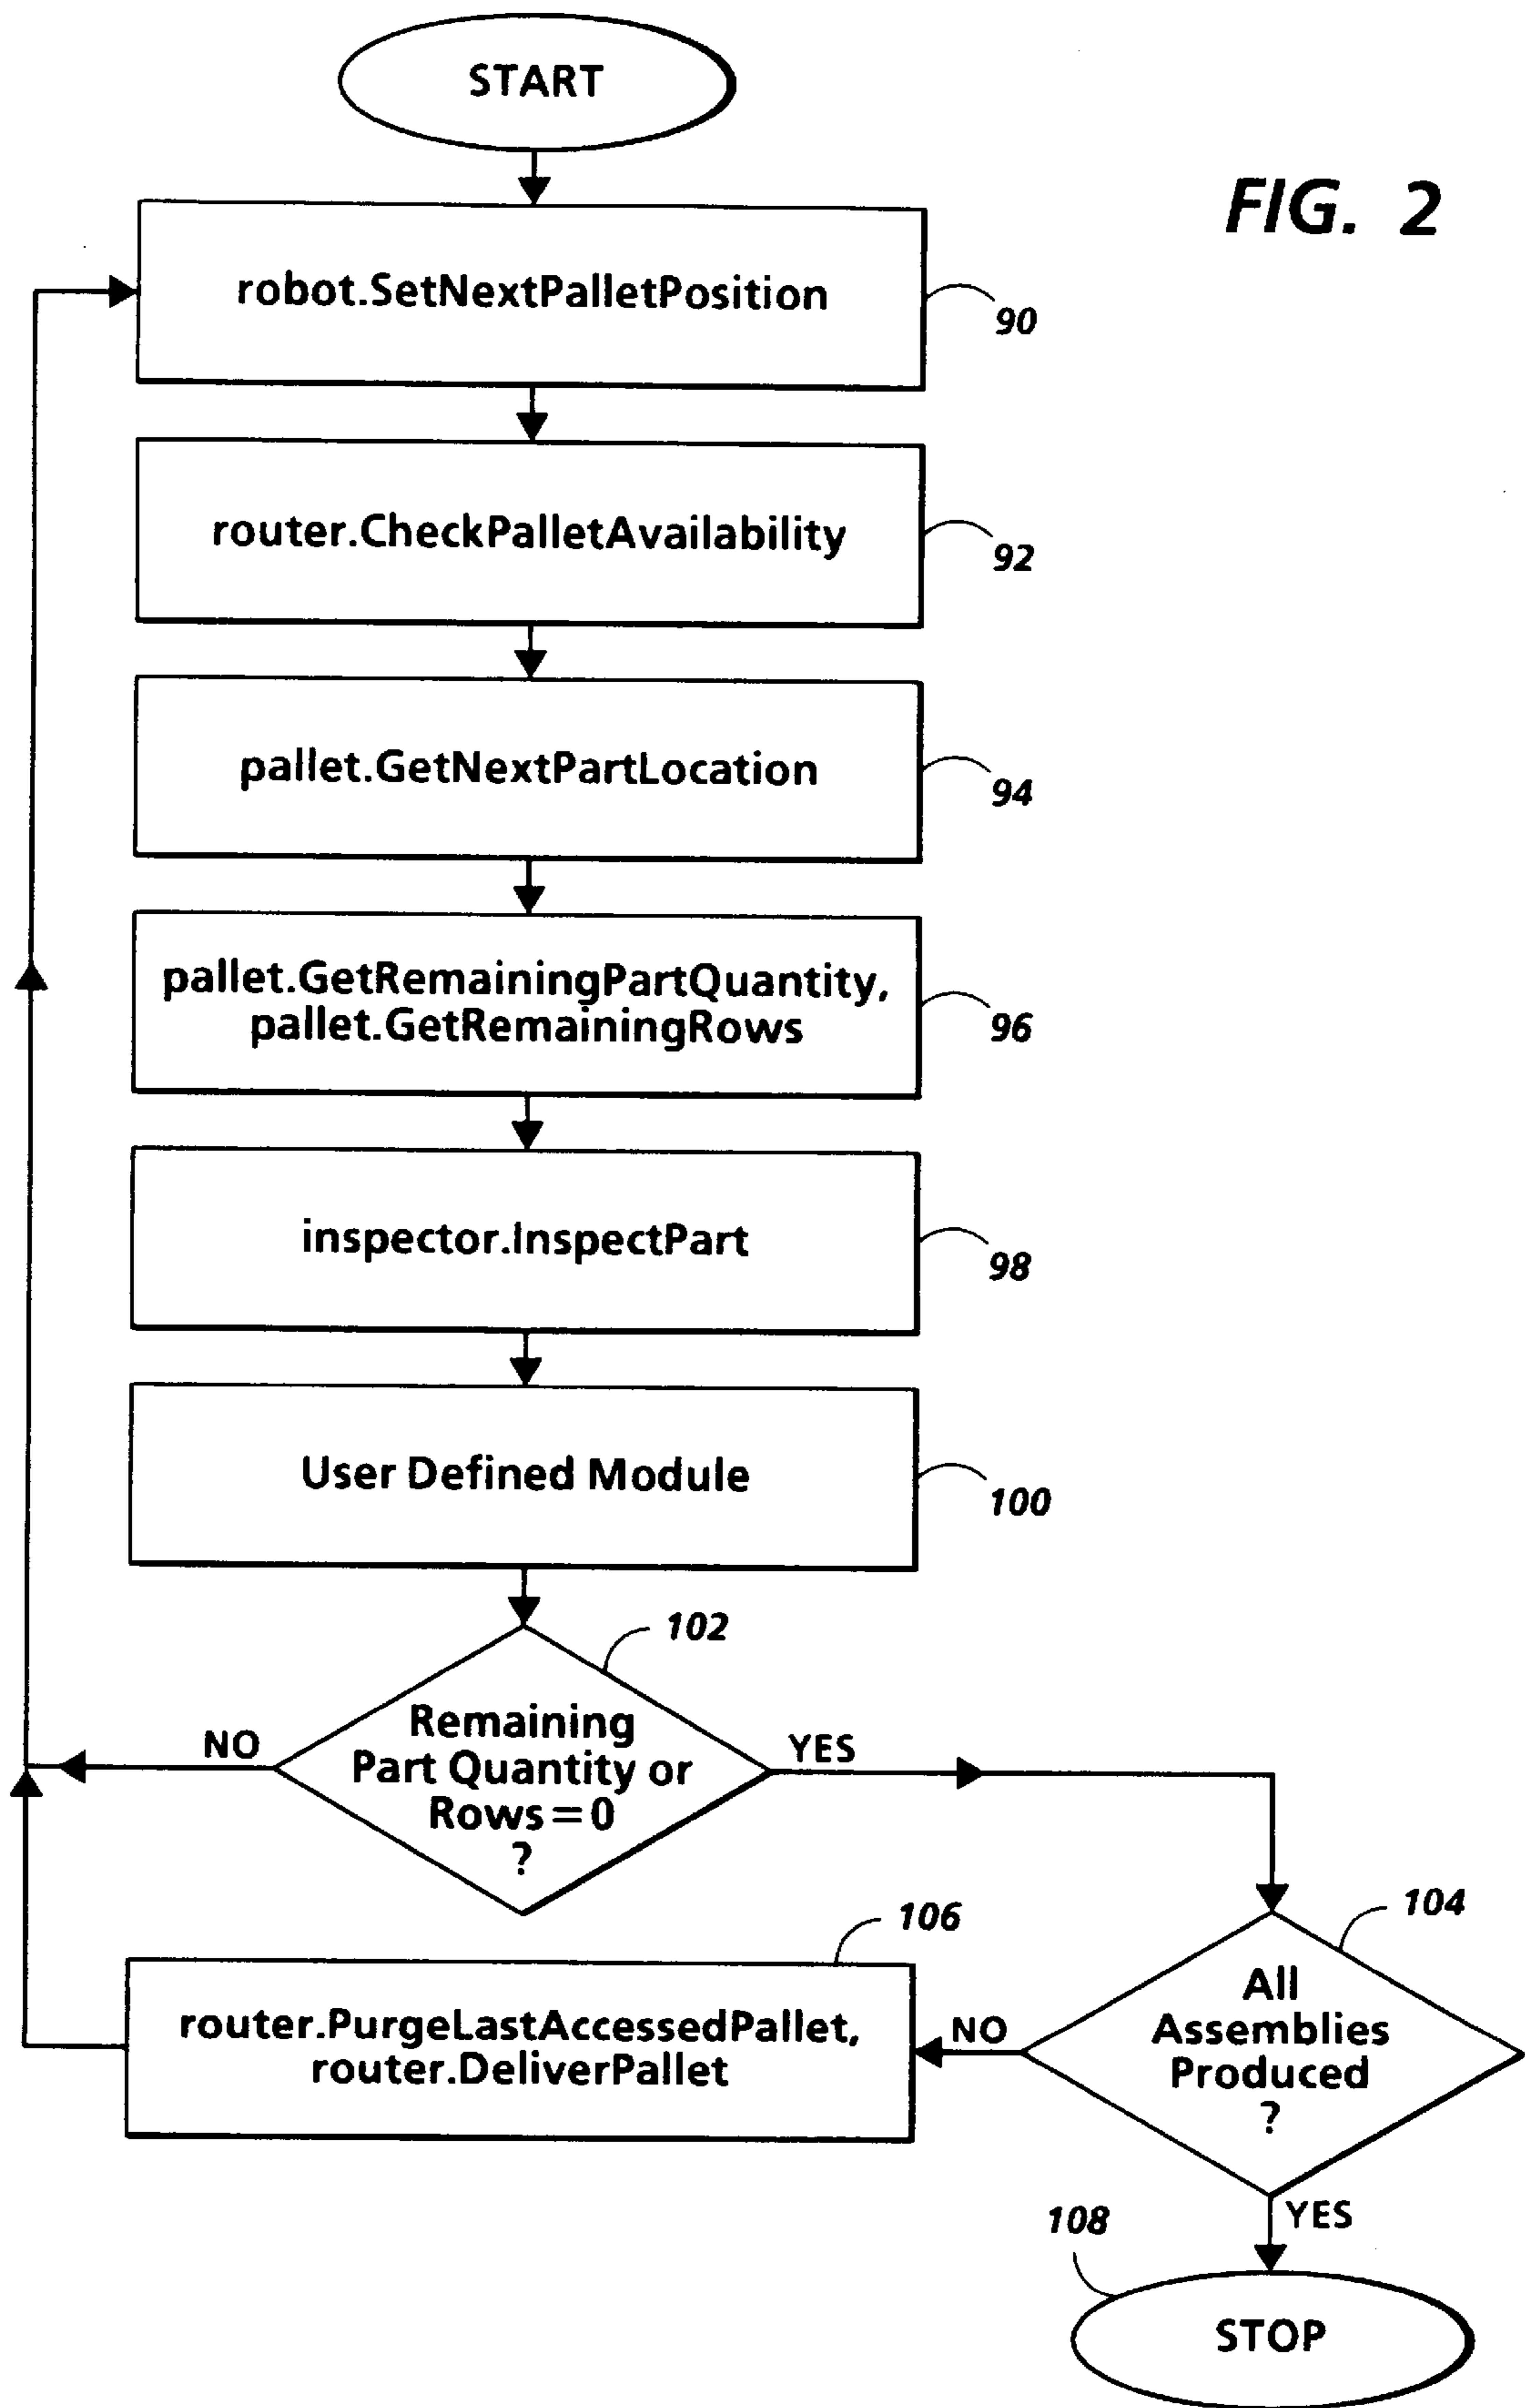 START
FIG. 2
robot.SetNextPalletPosition
90
router.CheckPalletAvailability
92
pallet.GetNextPartLocation
94
pallet.GetRemainingPartQuantity,
pallet.GetRemainingRows
96
inspector.InspectPart
98
User Defined Module
100
102
Remaining
Part Quantity or
Rows = 0
?
NO
YES
104
All
Assemblies
Produced
?
NO
YES
106
router.PurgeLastAccessedPallet,
router.DeliverPallet
108
STOP